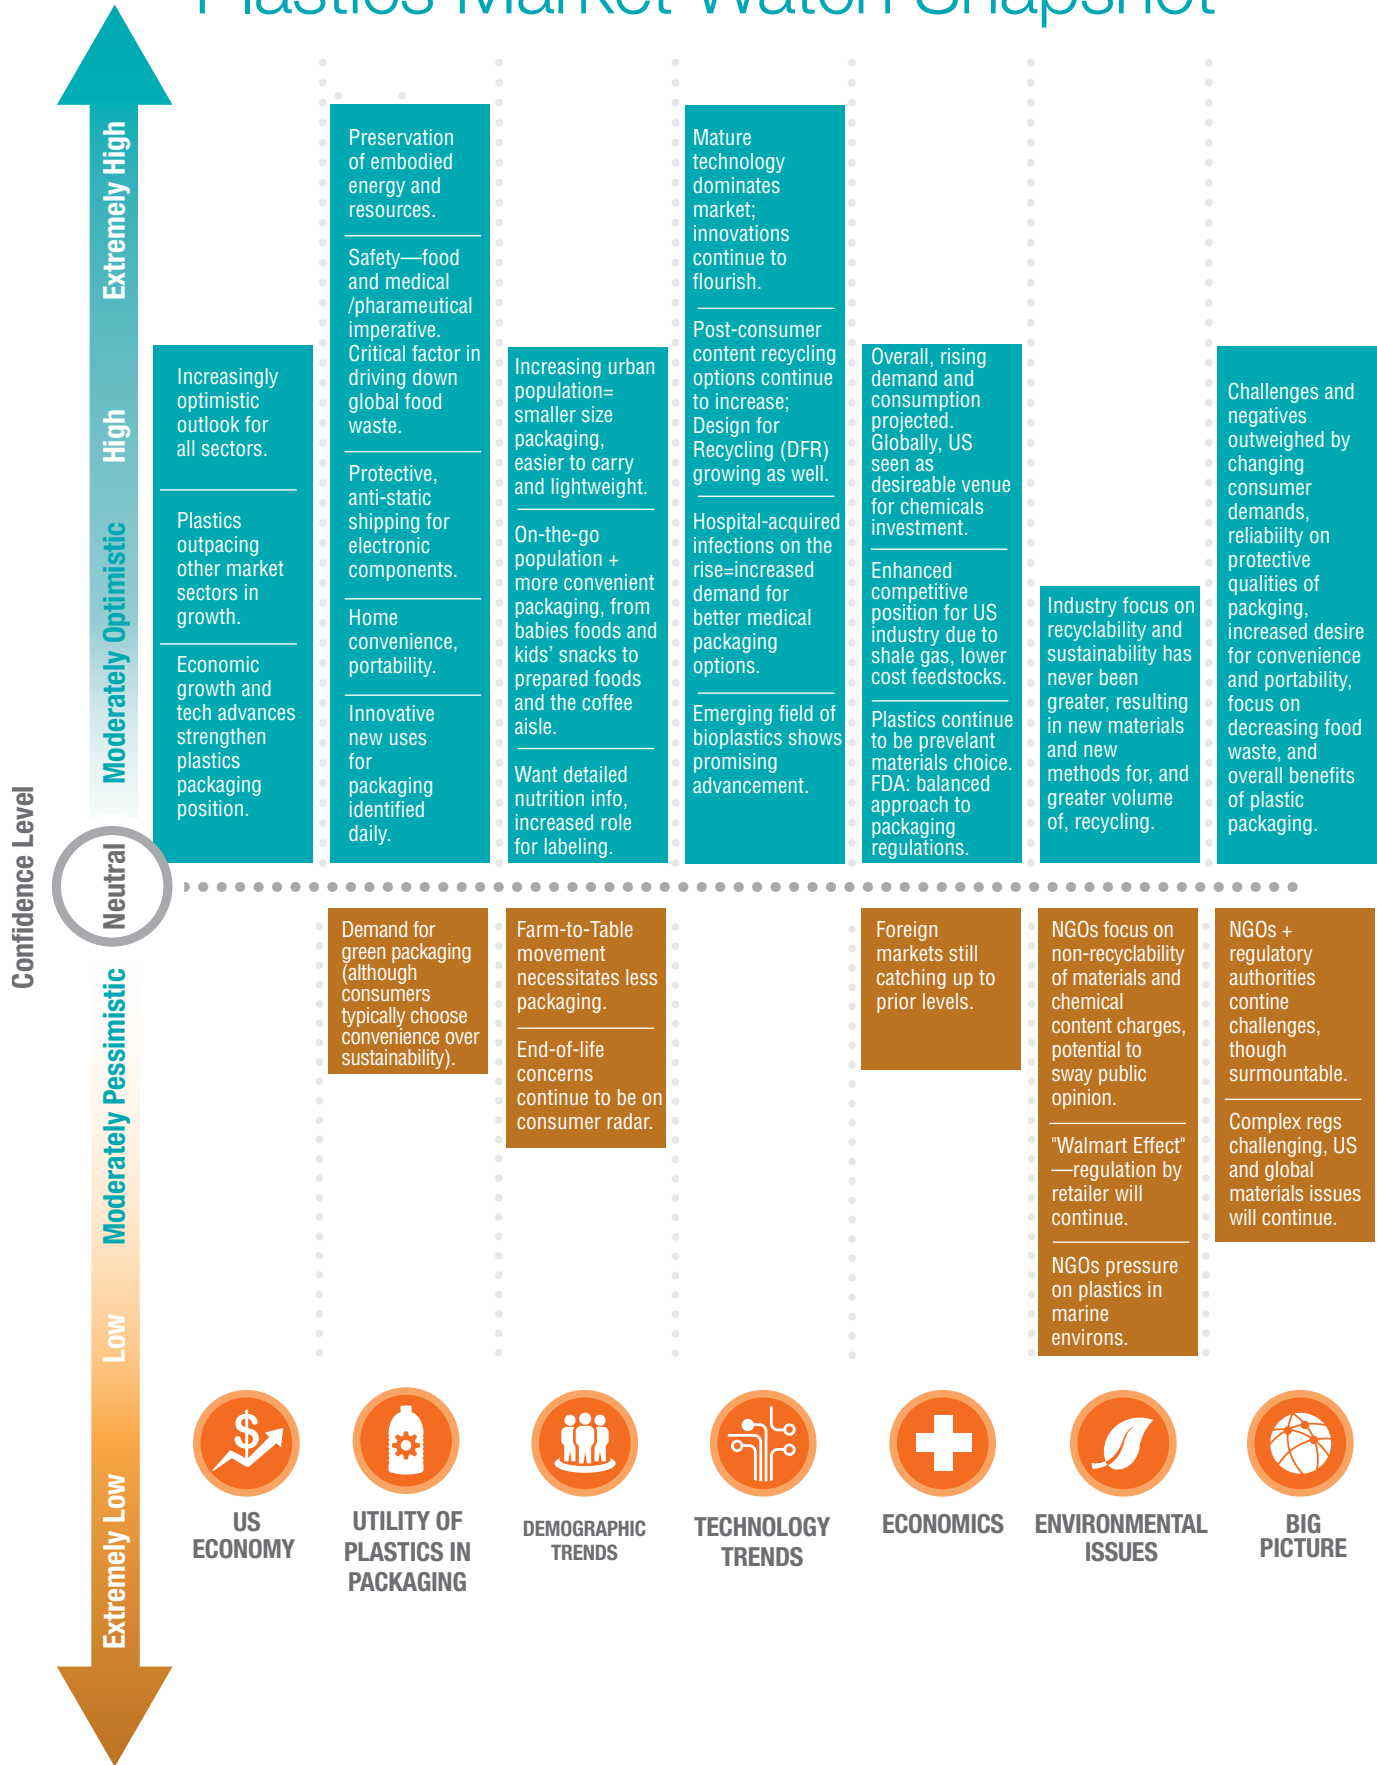 Plastics Market Watch Snapshot
Confidence Level
Extremely High
High
Moderately Optimistic
Neutral
Moderately Pessimistic
Low
Extremely Low
Increasingly
optimistic
outlook for
all sectors.
Plastics
outpacing
other market
sectors in
growth.
Economic
growth and
tech advances
strengthen
plastics
packaging
position.
US
ECONOMY
Preservation
of embodied
energy and
resources.
Safety—food
and medical
/pharameutical
imperative.
Critical factor in
driving down
global food
waste.
Protective,
anti-static
shipping for
electronic
components.
Home
convenience,
portability.
Innovative
new uses
for
packaging
identified
daily.
Demand for
green packaging
(although
consumers
typically choose
convenience over
sustainability).
UTILITY OF
PLASTICS IN
PACKAGING
Increasing urban
population=
smaller size
packaging,
easier to carry
and lightweight.
On-the-go
population +
more convenient
packaging, from
babies foods and
kids’ snacks to
prepared foods
and the coffee
aisle.
Want detailed
nutrition info,
increased role
for labeling.
Farm-to-Table
movement
necessitates less
packaging.
End-of-life
concerns
continue to be on
consumer radar.
DEMOGRAPHIC
TRENDS
Mature
technology
dominates
market;
innovations
continue to
flourish.
Post-consumer
content recycling
options continue
to increase;
Design for
Recycling (DFR)
growing as well.
Hospital-acquired
infections on the
rise=increased
demand for
better medical
packaging
options.
Emerging field of
bioplastics shows
promising
advancement.
TECHNOLOGY
TRENDS
Overall, rising
demand and
consumption
projected.
Globally, US
seen as
desireable venue
for chemicals
investment.
Enhanced
competitive
position for US
industry due to
shale gas, lower
cost feedstocks.
Plastics continue
to be prevelant
materials choice.
FDA: balanced
approach to
packaging
regulations.
Foreign
markets still
catching up to
prior levels.
ECONOMICS
Industry focus on
recyclability and
sustainability has
never been
greater, resulting
in new materials
and new
methods for, and
greater volume
of, recycling.
NGOs focus on
non-recyclability
of materials and
chemical
content charges,
potential to
sway public
opinion.
"Walmart Effect"
—regulation by
retailer will
continue.
NGOs pressure
on plastics in
marine
environs.
ENVIRONMENTAL
ISSUES
Challenges and
negatives
outweighed by
changing
consumer
demands,
reliabiilty on
protective
qualities of
packging,
increased desire
for convenience
and portability,
focus on
decreasing food
waste, and
overall benefits
of plastic
packaging.
NGOs +
regulatory
authorities
contine
challenges,
though
surmountable.
Complex regs
challenging, US
and global
materials issues
will continue.
BIG
PICTURE